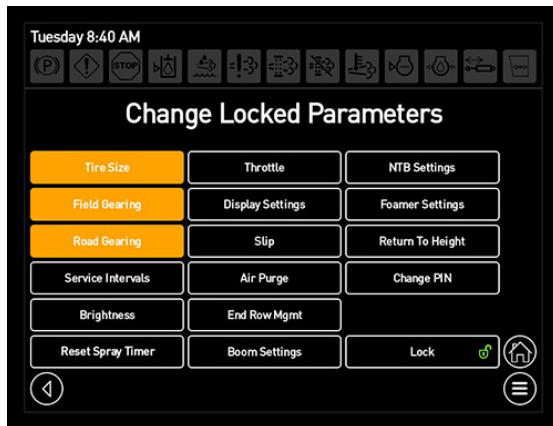 Tuesday 8:40 AM
(P) STOP
Change Locked Parameters
Tire Size Throttle NTB Settings
Field Gearing Display Settings Foamer Settings
Road Gearing Slip Return To Height
Service Intervals Air Purge Change PIN
Brightness End Row Mgmt
Reset Spray Timer Boom Settings Lock